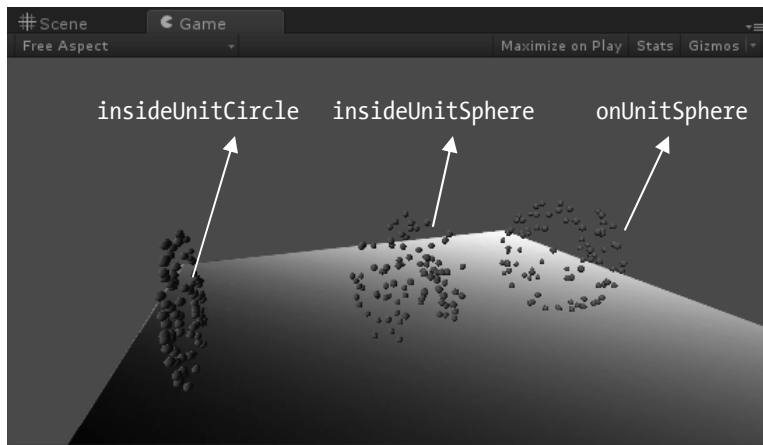 Scene Game
Free Aspect Maximize on Play Stats Gizmos
insideUnitCircle insideUnitSphere onUnitSphere